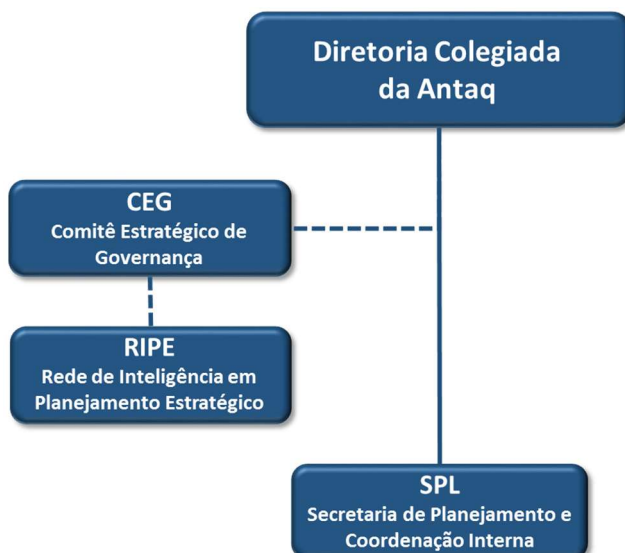 Diretoria Colegiada
da Antaq
CEG
Comitê Estratégico de
Governança
RIPE
Rede de Inteligência em
Planejamento Estratégico
SPL
Secretaria de Planejamento e
Coordenação Interna